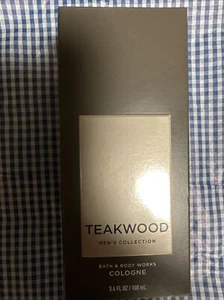 TEAKWOOD
MEN'S COLLECTION
BATH & BODY WORKS
COLOGNE
3.4 FL OZ / 100 mL